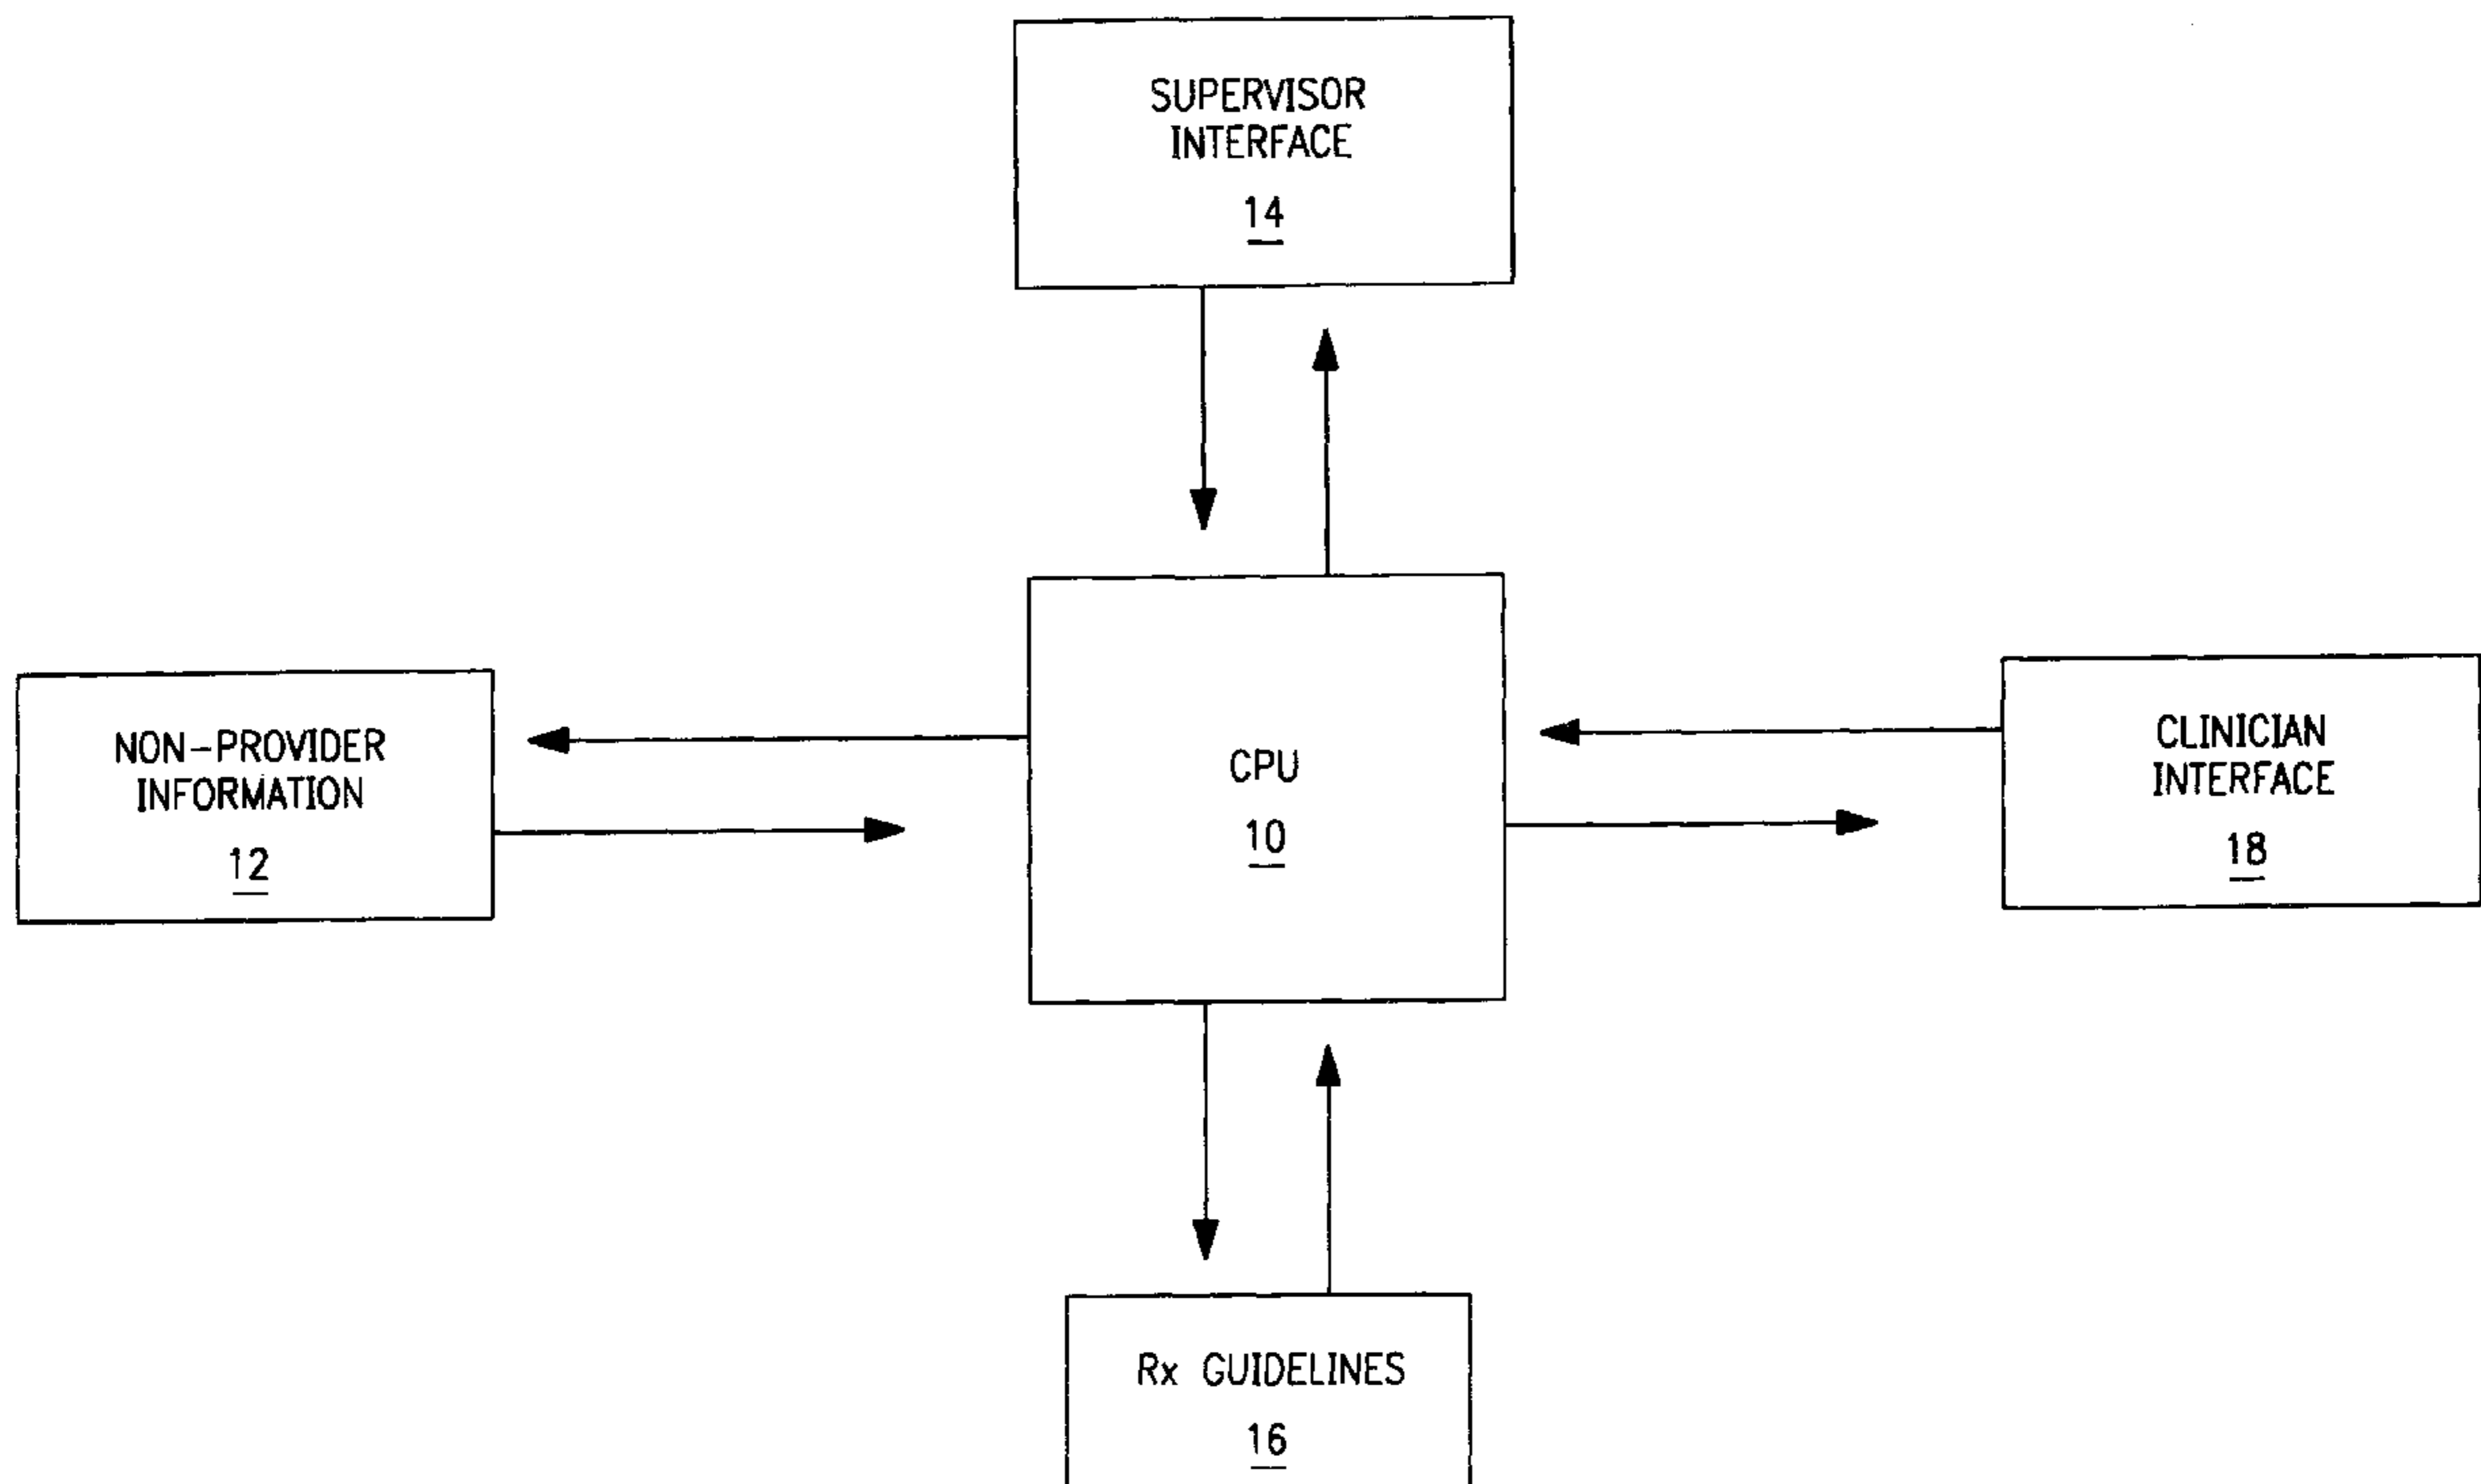 SUPERVISOR
INTERFACE
14
NON-PROVIDER
INFORMATION
12
CPU
10
CLINICIAN
INTERFACE
18
Rx GUIDELINES
16